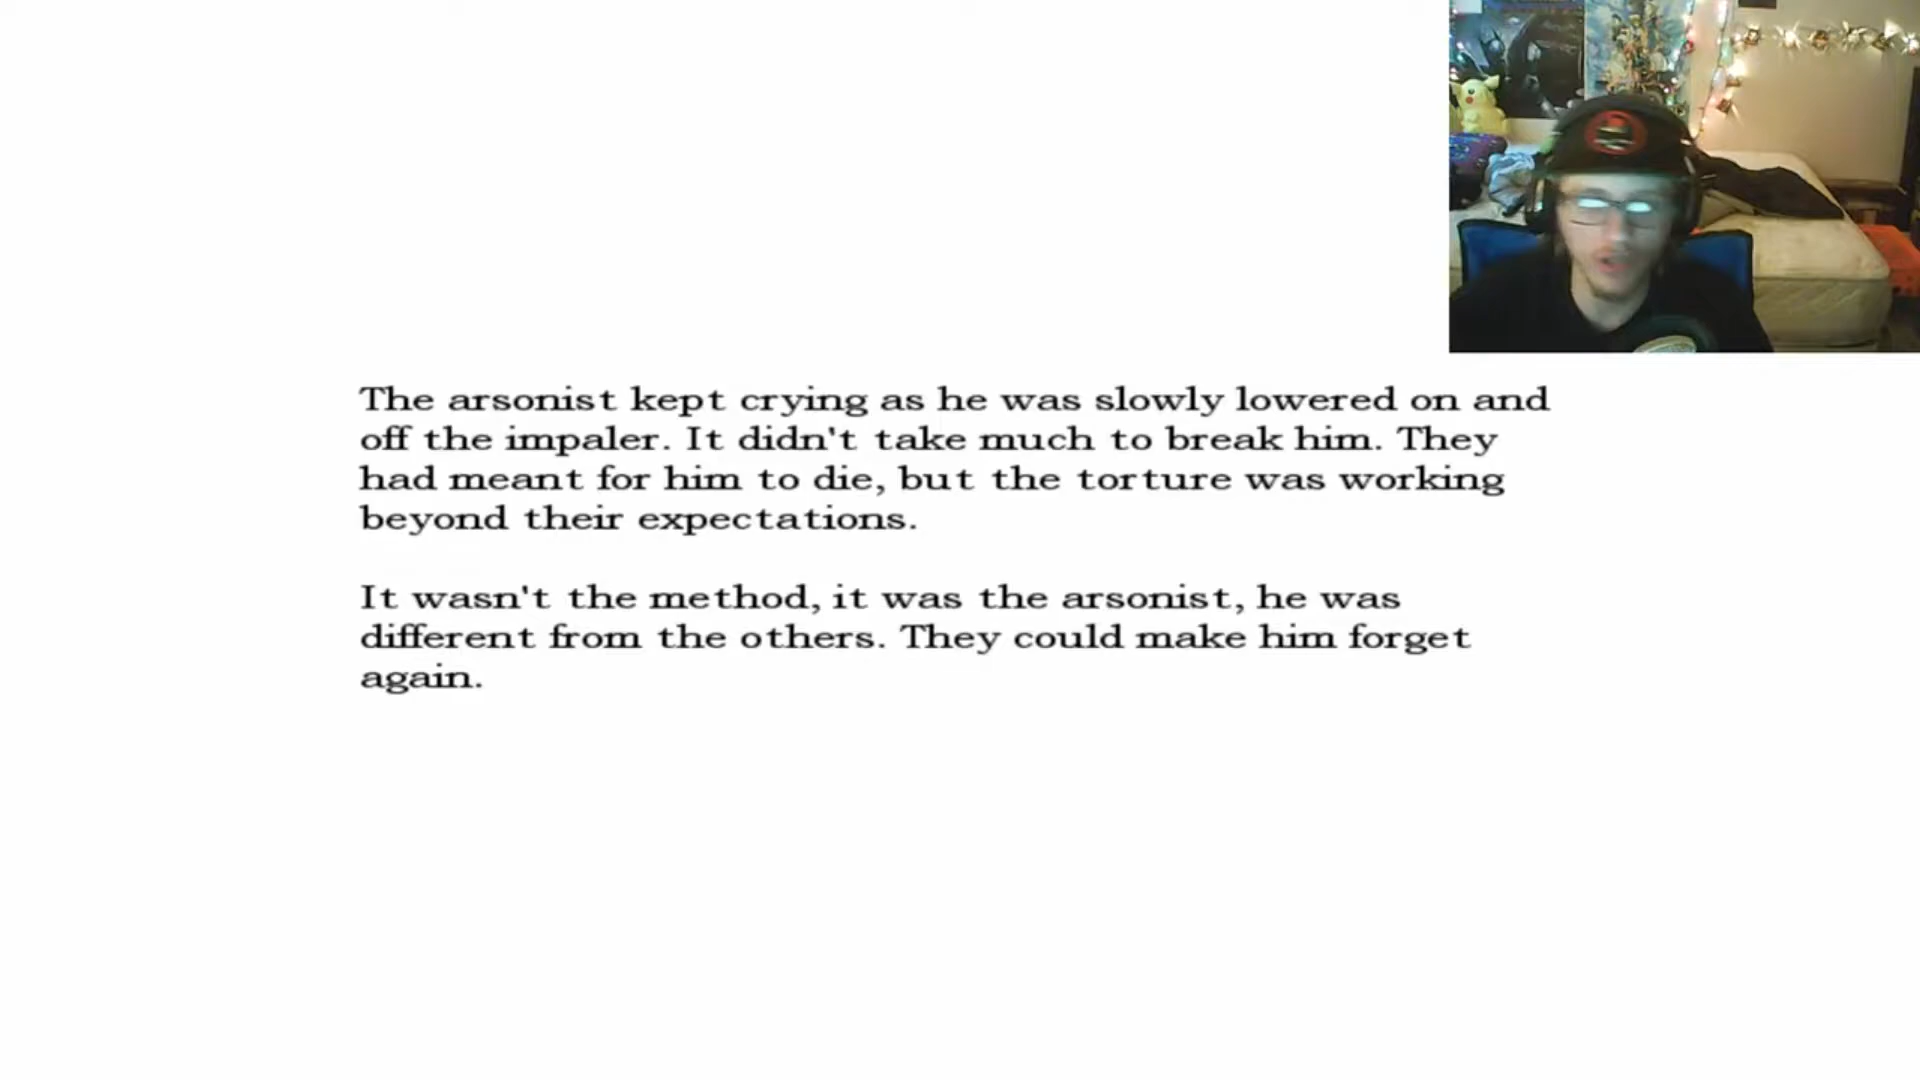 The arsonist kept crying as he was slowly lowered on and
off the impaler. It didn't take much to break him. They
had meant for him to die, but the torture was working
beyond their expectations.
It wasn't the method, it was the arsonist, he was
different from the others. They could make him forget
again.